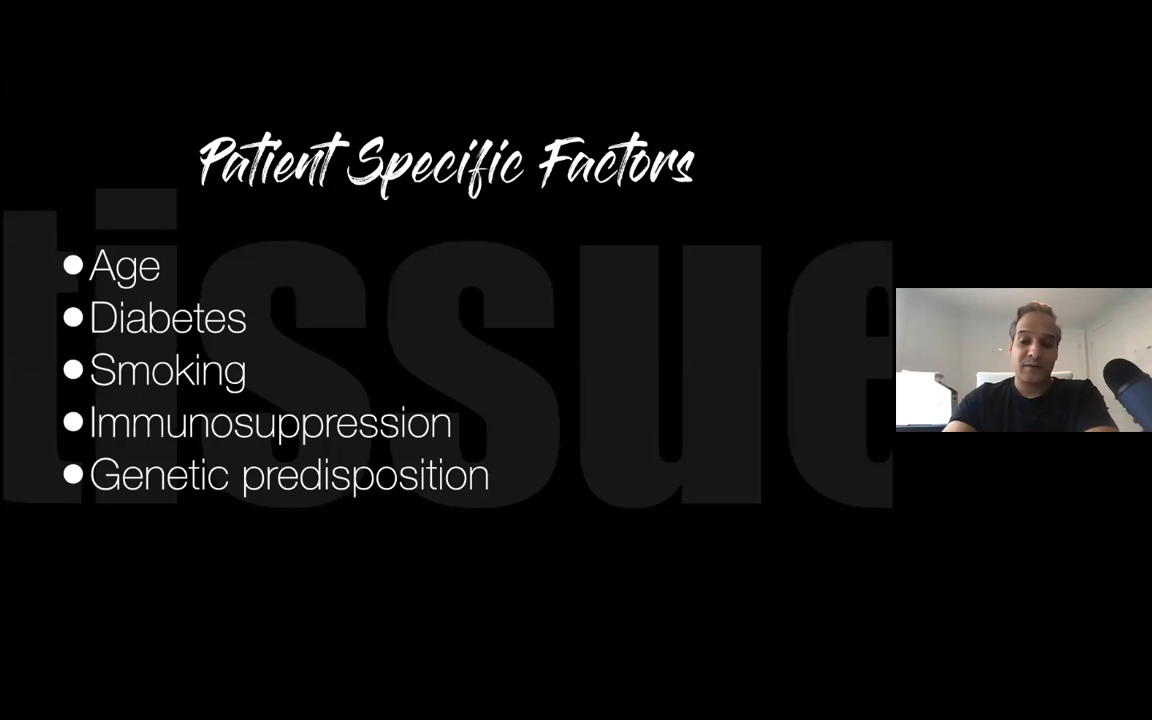 Patient Specific Factors
tissue
●Age
●Diabetes
●Smoking
●Immunosuppression
●Genetic predisposition